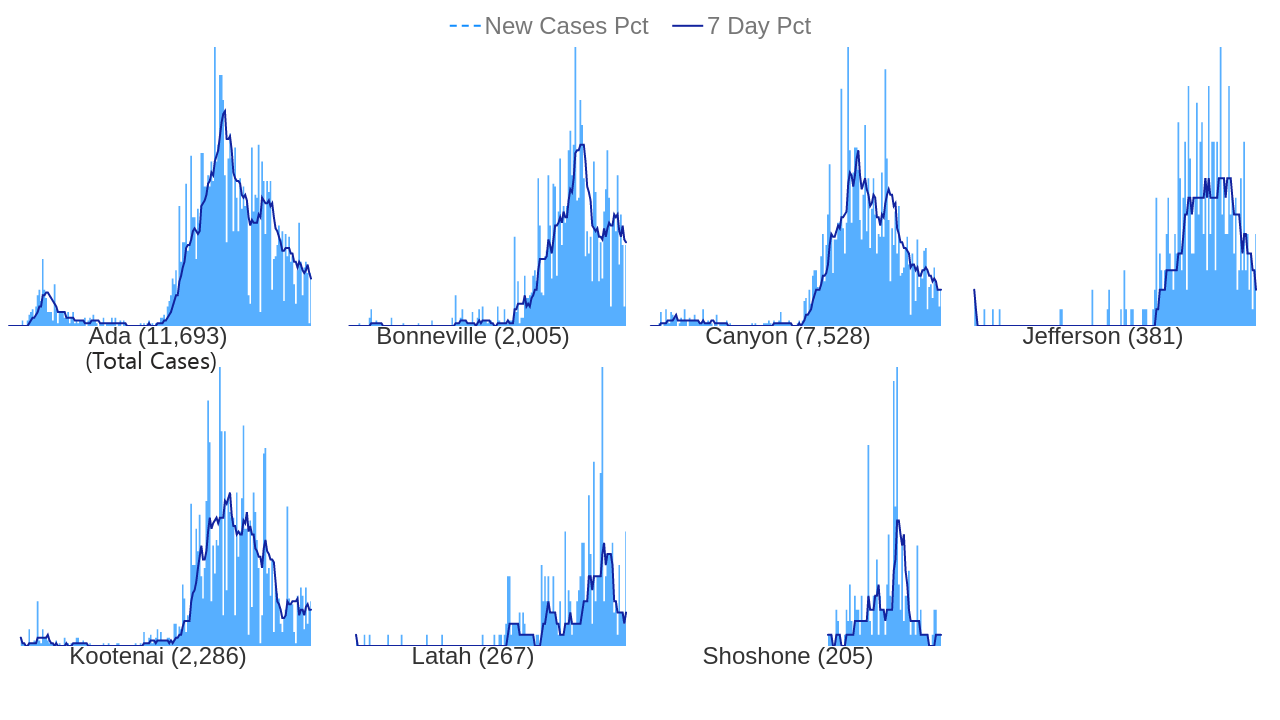 New Cases Pct 7 Day Pct
Ada (11,693) Bonneville (2,005) Canyon (7,528) Jefferson (381)
(Total Cases)
Kootenai (2,286) Latah (267) Shoshone (205)